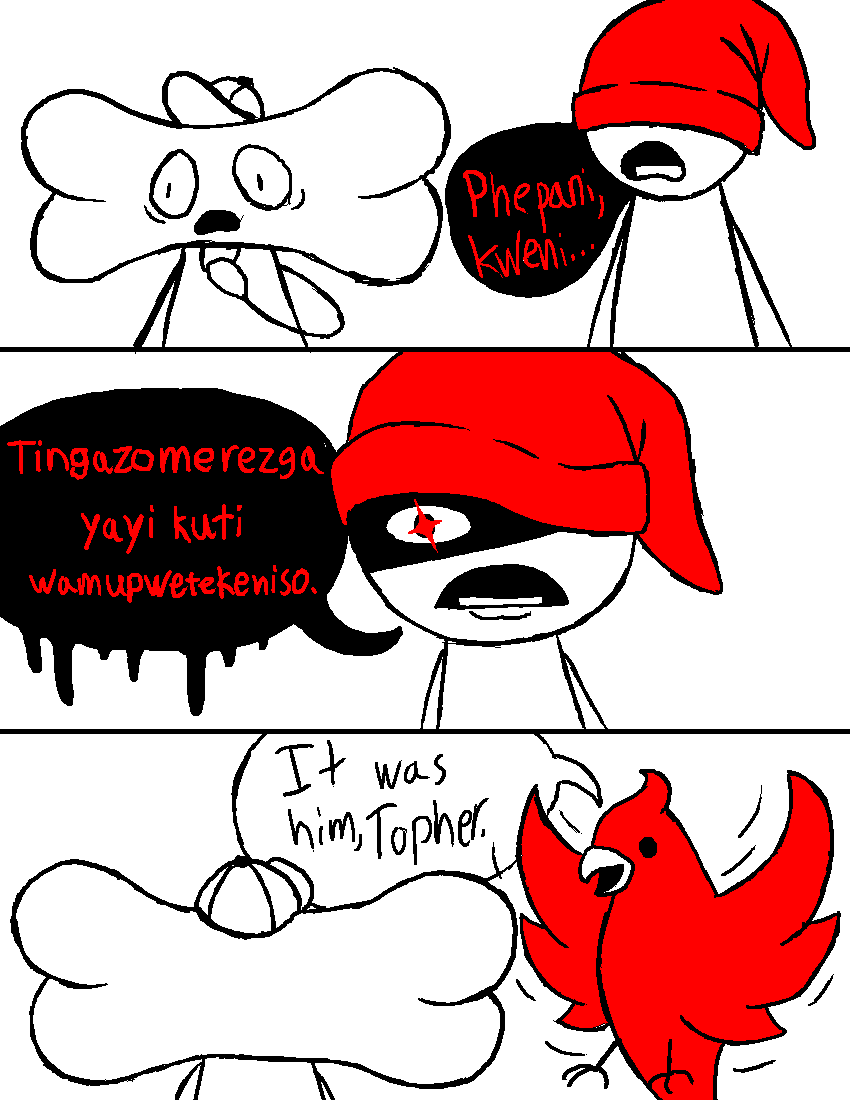 Phepani,
kweni...
Tingazomerezga
yayi kuti
wamupwetekeniso.
It was
him, Topher.